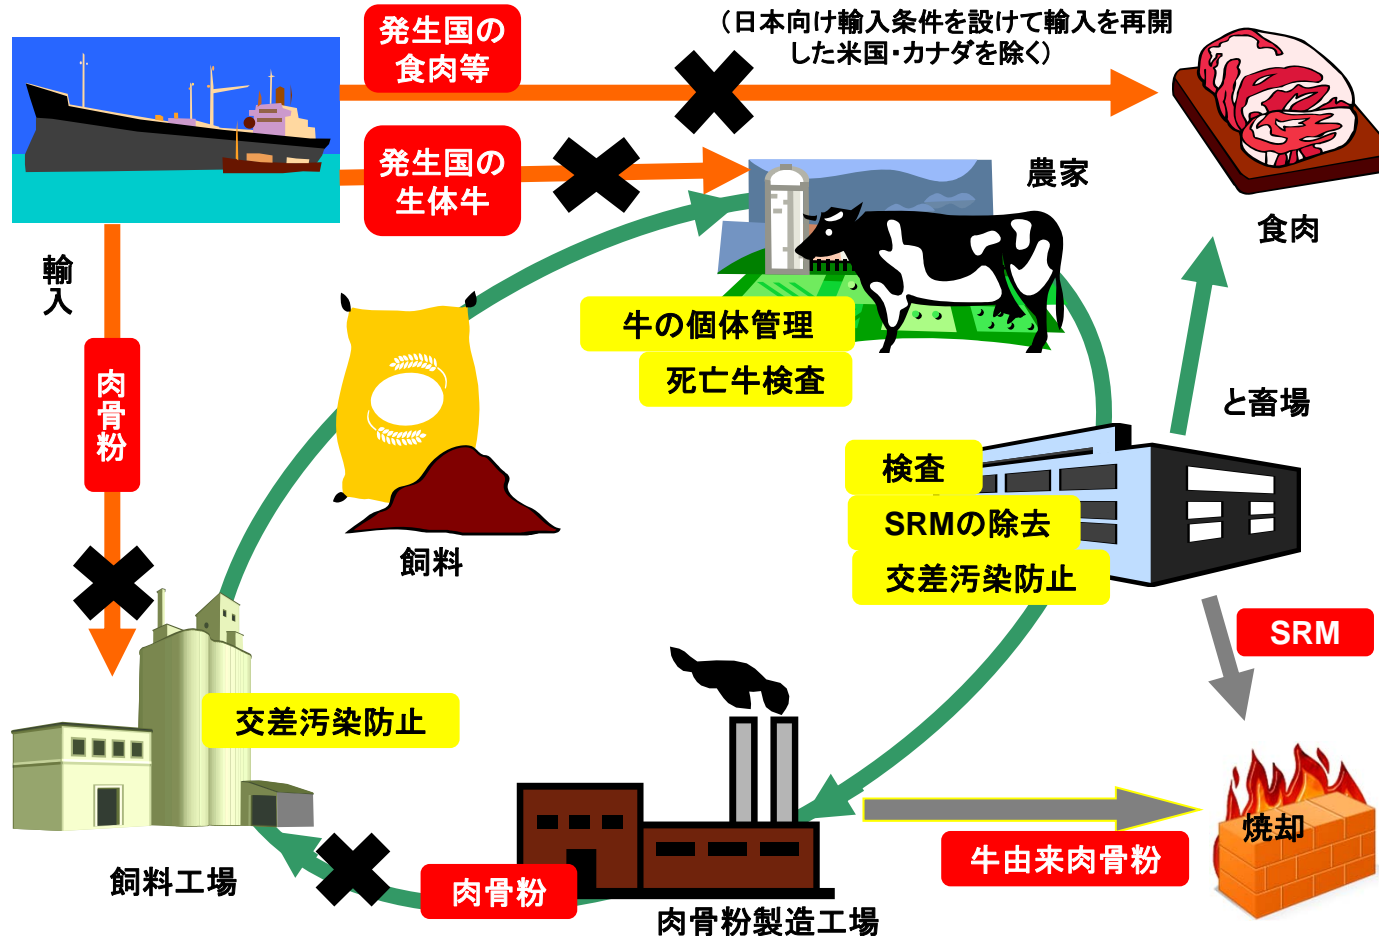 発生国の
食肉等
(日本向け輸入条件を設けて輸入を再開
した米国・カナダを除く)
発生国の
生体牛
農家
食肉
輸
入
牛の個体管理
死亡牛検査
肉
骨
粉
と畜場
検査
SRMの除去
交差汚染防止
飼料
SRM
交差汚染防止
焼却
牛由来肉骨粉
飼料工場
肉骨粉
肉骨粉製造工場